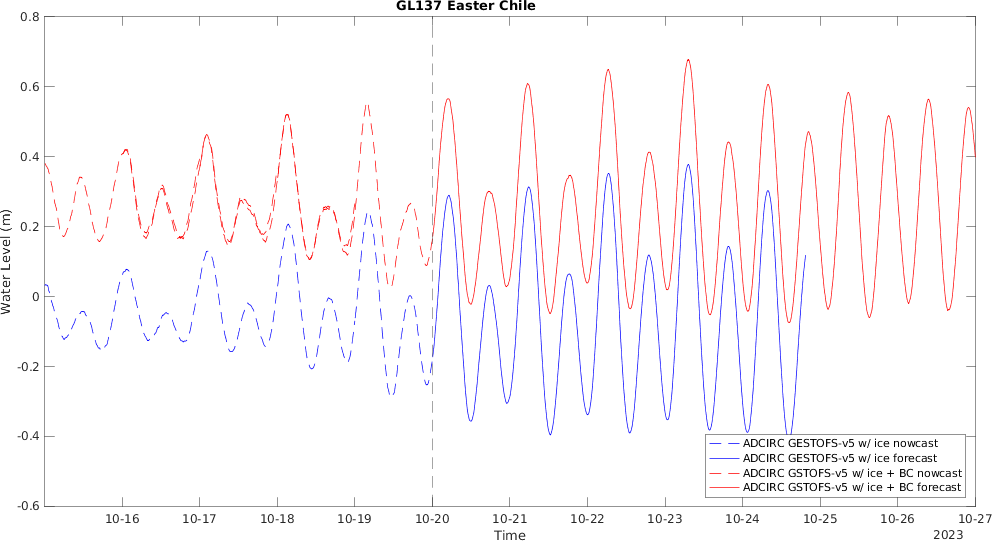 GL137 Easter Chile
Water Level (m)
0.8
0.6
0.4
0.2
0
-0.2
-0.4
-0.6
ADCIRC GESTOFS-v5 w/ ice nowcast
ADCIRC GESTOFS-v5 w/ ice forecast
ADCIRC GSTOFS-v5 w/ ice + BC nowcast
ADCIRC GSTOFS-v5 w/ ice + BC forecast
10-16 10-17 10-18 10-19 10-20 10-21 10-22 10-23 10-24 10-25 10-26 10-27
Time
2023